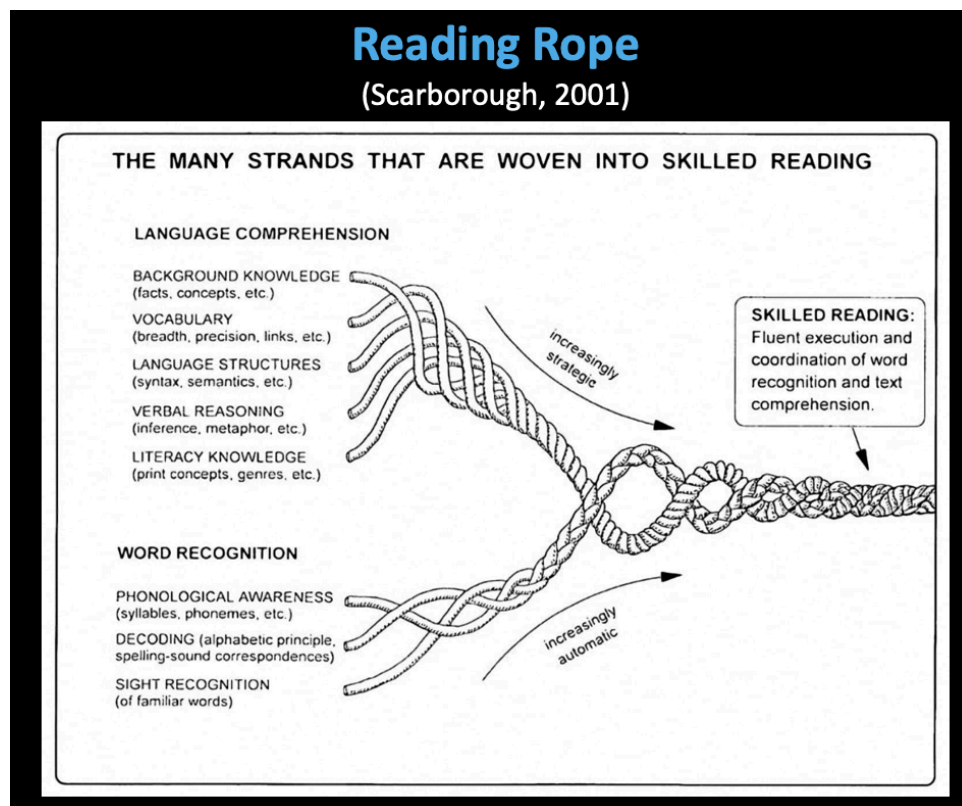 Reading Rope
(Scarborough, 2001)
THE MANY STRANDS THAT ARE WOVEN INTO SKILLED READING
LANGUAGE COMPREHENSION
BACKGROUND KNOWLEDGE
(facts, concepts, etc.)
VOCABULARY
(breadth, precision, links, etc.)
LANGUAGE STRUCTURES
(syntax, semantics, etc.)
VERBAL REASONING
(inference, metaphor, etc.)
LITERACY KNOWLEDGE
(print concepts, genres, etc.)
increasingly
strategic
SKILLED READING:
Fluent execution and
coordination of word
recognition and text
comprehension.
WORD RECOGNITION
PHONOLOGICAL AWARENESS
(syllables, phonemes, etc.)
DECODING (alphabetic principle,
spelling-sound correspondences)
SIGHT RECOGNITION
(of familiar words)
increasingly
automatic